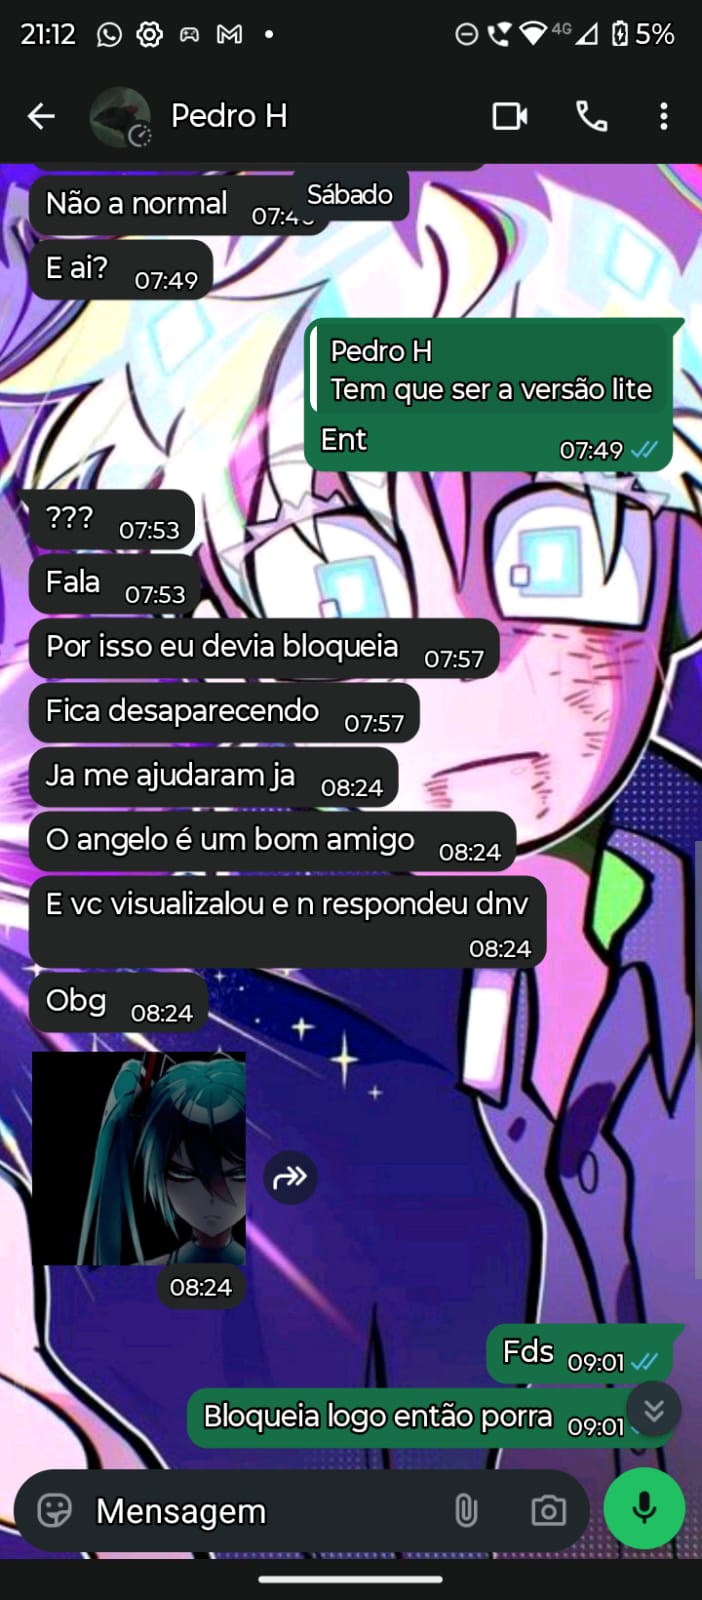 21:12
4G
5%
Pedro H
Sábado
Não a normal
E ai? 07:49
Pedro H
Tem que ser a versão lite
Ent 07:49
??? 07:53
Fala 07:53
Por isso eu devia bloqueia 07:57
Fica desaparecendo 07:57
Ja me ajudaram ja 08:24
O angelo é um bom amigo 08:24
E vc visualizalou e n respondeu dnv
08:24
Obg 08:24
08:24
Fds 09:01
Bloqueia logo então porra 09:01
Mensagem